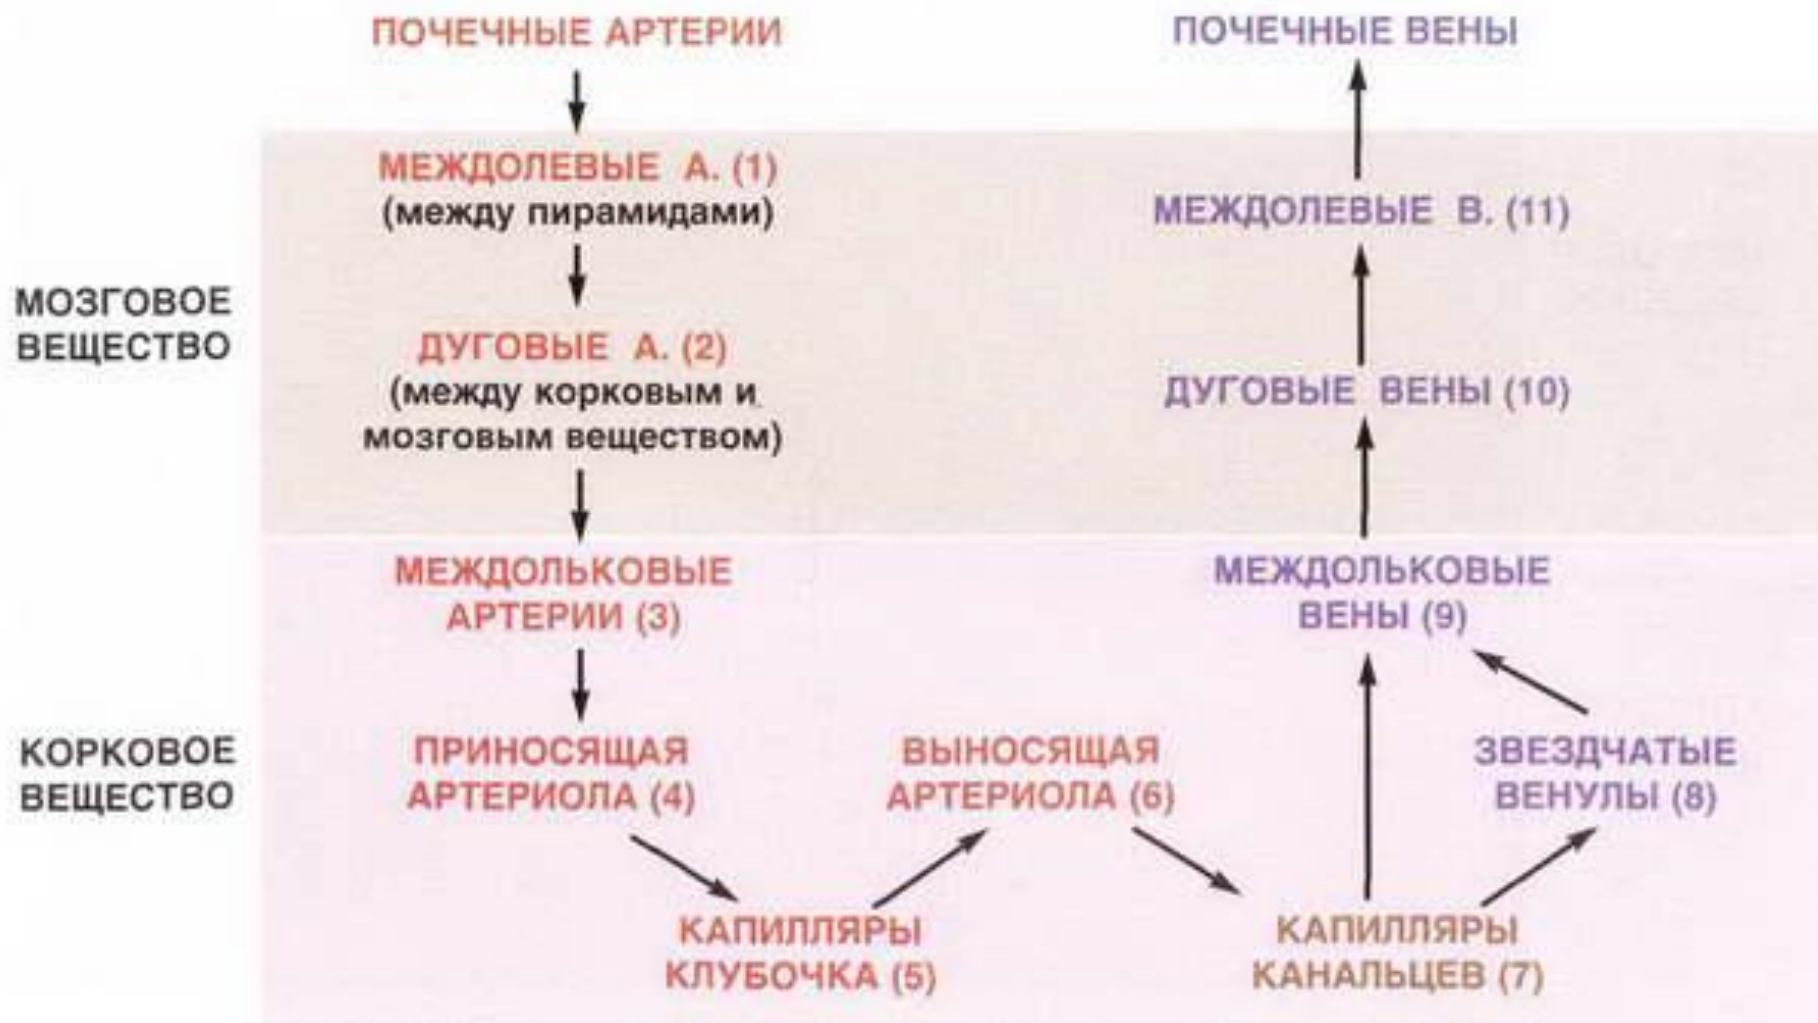 ПОЧЕЧНЫЕ АРТЕРИИ
ПОЧЕЧНЫЕ ВЕНЫ
МЕЖДОЛЕВЫЕ А. (1)
(между пирамидами)
МЕЖДОЛЕВЫЕ В. (11)
МОЗГОВОЕ
ВЕЩЕСТВО
ДУГОВЫЕ А. (2)
(между корковым и
мозговым веществом)
ДУГОВЫЕ ВЕНЫ (10)
МЕЖДОЛЬКОВЫЕ
АРТЕРИИ (3)
МЕЖДОЛЬКОВЫЕ
ВЕНЫ (9)
КОРКОВОЕ
ВЕЩЕСТВО
ПРИНОСЯЩАЯ
АРТЕРИОЛА (4)
ВЫНОСЯЩАЯ
АРТЕРИОЛА (6)
ЗВЕЗДЧАТЫЕ
ВЕНУЛЫ (8)
КАПИЛЛЯРЫ
КЛУБОЧКА (5)
КАПИЛЛЯРЫ
КАНАЛЬЦЕВ (7)